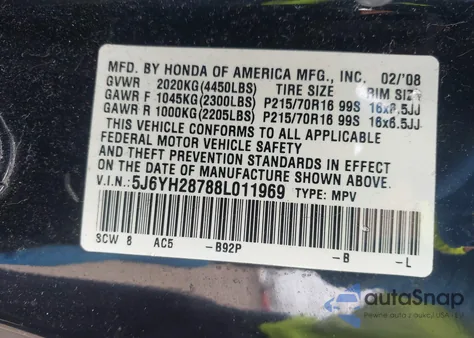 MFD. BY HONDA OF AMERICA MFG., INC. 02/'08
GVWR 2020KG(4450LBS) TIRE SIZE RIM SIZE
GAWR F 1045KG(2300LBS) P215/70R16 99S 16x6.5JJ
GAWR R 1000KG(2205LBS) P215/70R16 99S 16x6.5JJ
THIS VEHICLE CONFORMS TO ALL APPLICABLE
FEDERAL MOTOR VEHICLE SAFETY
AND THEFT PREVENTION STANDARDS IN EFFECT
ON THE DATE OF MANUFACTURE SHOWN ABOVE.
V.I.N.: 5J6YH28788L011969 TYPE: MPV
SCW 8 AC5 -B92P -B -L
autoSnap